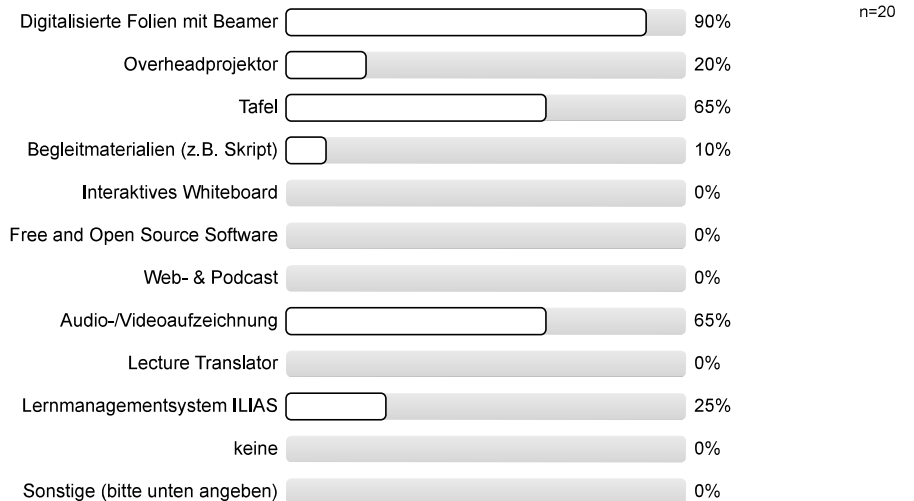 n=20
Digitalisierte Folien mit Beamer 90%
Overheadprojektor 20%
Tafel 65%
Begleitmaterialien (z.B. Skript) 10%
Interaktives Whiteboard 0%
Free and Open Source Software 0%
Web- & Podcast 0%
Audio-/Videoaufzeichnung 65%
Lecture Translator 0%
Lernmanagementsystem ILIAS 25%
keine 0%
Sonstige (bitte unten angeben) 0%